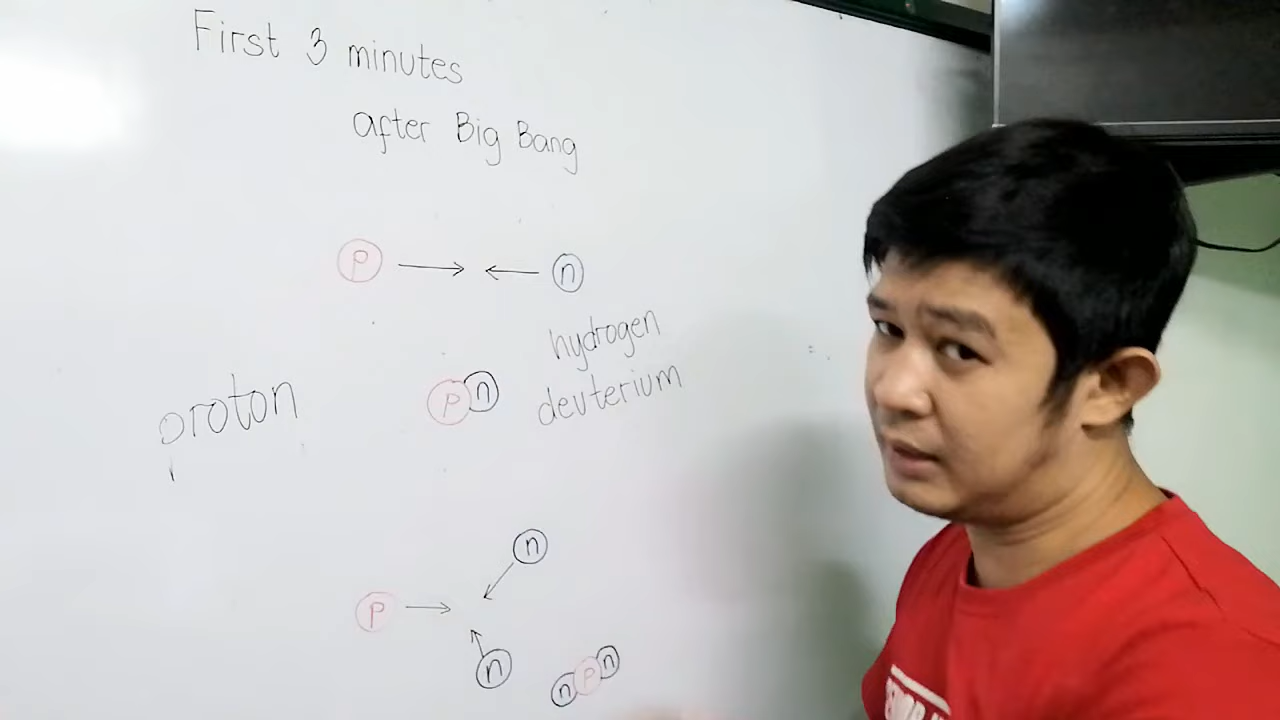 First 3 minutes
after Big Bang
p n
hydrogen
deuterium
p n
proton
n
p
n
n p n